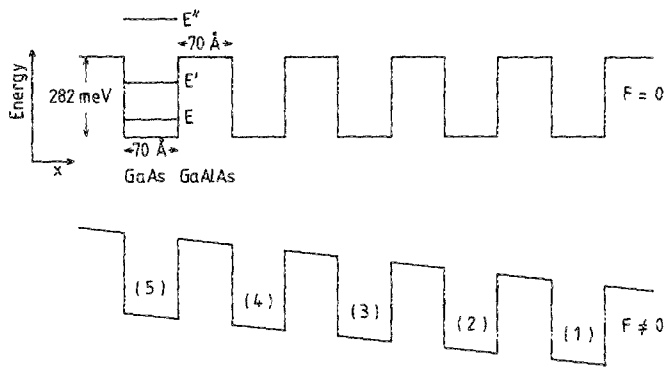 E"
70 Å
Energy
282 meV
E'
E
F = 0
70 Å
x
GaAs GaAlAs
(5)
(4)
(3)
(2)
(1)
F ≠ 0